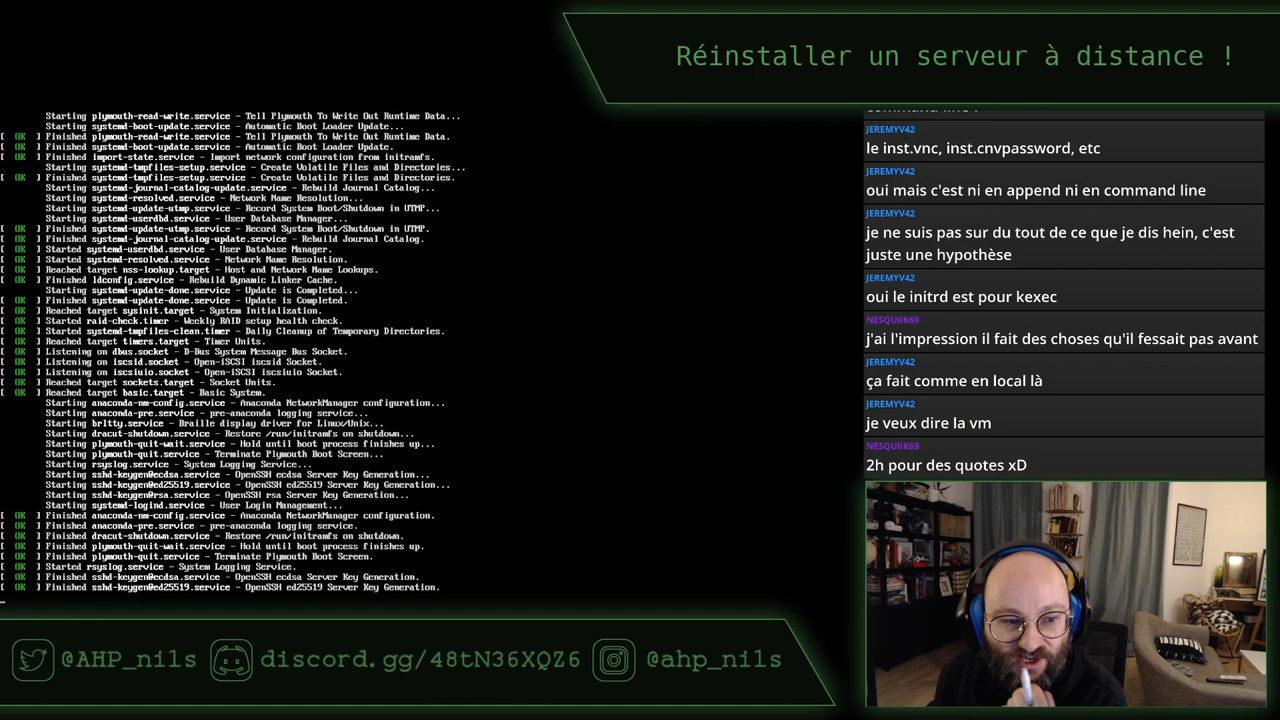 Réinstaller un serveur à distance !
Starting plymouth-read-write.service - Tell Plymouth To Write Out Runtime Data...
Starting systemd-boot-update.service - Automatic Boot Loader Update...
[ OK ] Finished plymouth-read-write.service - Tell Plymouth To Write Out Runtime Data.
[ OK ] Finished systemd-boot-update.service - Automatic Boot Loader Update.
[ OK ] Finished import-state.service - Import network configuration from initramfs.
Starting systemd-tmpfiles-setup.service - Create Volatile Files and Directories...
[ OK ] Finished systemd-tmpfiles-setup.service - Create Volatile Files and Directories.
Starting systemd-journal-catalog-update.service - Rebuild Journal Catalog...
Starting systemd-resolved.service - Network Name Resolution...
Starting systemd-update-utmp.service - Record System Boot/Shutdown in UTMP...
Starting systemd-userdbd.service - User Database Manager...
[ OK ] Finished systemd-update-utmp.service - Record System Boot/Shutdown in UTMP.
[ OK ] Finished systemd-journal-catalog-update.service - Rebuild Journal Catalog.
[ OK ] Started systemd-userdbd.service - User Database Manager.
[ OK ] Started systemd-resolved.service - Network Name Resolution.
[ OK ] Reached target nss-lookup.target - Host and Network Name Lookups.
[ OK ] Finished ldconfig.service - Rebuild Dynamic Linker Cache.
Starting systemd-update-done.service - Update is Completed...
[ OK ] Finished systemd-update-done.service - Update is Completed.
[ OK ] Reached target sysinit.target - System Initialization.
[ OK ] Started raid-check.timer - Weekly RAID setup health check.
[ OK ] Started systemd-tmpfiles-clean.timer - Daily Cleanup of Temporary Directories.
[ OK ] Reached target timers.target - Timer Units.
[ OK ] Listening on dbus.socket - D-Bus System Message Bus Socket.
[ OK ] Listening on iscsid.socket - Open-iSCSI iscsid Socket.
[ OK ] Listening on iscsiuio.socket - Open-iSCSI iscsiuio Socket.
[ OK ] Reached target sockets.target - Socket Units.
[ OK ] Reached target basic.target - Basic System.
Starting anaconda-nm-config.service - Anaconda NetworkManager configuration...
Starting anaconda-pre.service - pre-anaconda logging service...
Starting brltty.service - Braille display driver for Linux/Unix...
Starting dracut-shutdown.service - Restore /run/initramfs on shutdown...
Starting plymouth-quit-wait.service - Hold until boot process finishes up...
Starting plymouth-quit.service - Terminate Plymouth Boot Screen...
Starting rsyslog.service - System Logging Service...
Starting sshd-keygen@ecdsa.service - OpenSSH ecdsa Server Key Generation...
Starting sshd-keygen@ed25519.service - OpenSSH ed25519 Server Key Generation...
Starting sshd-keygen@rsa.service - OpenSSH rsa Server Key Generation...
Starting systemd-logind.service - User Login Management...
[ OK ] Finished anaconda-nm-config.service - Anaconda NetworkManager configuration.
[ OK ] Finished anaconda-pre.service - pre-anaconda logging service.
[ OK ] Finished dracut-shutdown.service - Restore /run/initramfs on shutdown.
[ OK ] Finished plymouth-quit-wait.service - Hold until boot process finishes up.
[ OK ] Finished plymouth-quit.service - Terminate Plymouth Boot Screen.
[ OK ] Started rsyslog.service - System Logging Service.
[ OK ] Finished sshd-keygen@ecdsa.service - OpenSSH ecdsa Server Key Generation.
[ OK ] Finished sshd-keygen@ed25519.service - OpenSSH ed25519 Server Key Generation.
JEREMYV42
le inst.vnc, inst.cnvpassword, etc
JEREMYV42
oui mais c'est ni en append ni en command line
JEREMYV42
je ne suis pas sur du tout de ce que je dis hein, c'est
juste une hypothèse
JEREMYV42
oui le initrd est pour kexec
NESQUIIK69
j'ai l'impression il fait des choses qu'il fessait pas avant
JEREMYV42
ça fait comme en local là
JEREMYV42
je veux dire la vm
NESQUIIK69
2h pour des quotes xD
@AHP_nils discord.gg/48tN36XQZ6 @ahp_nils